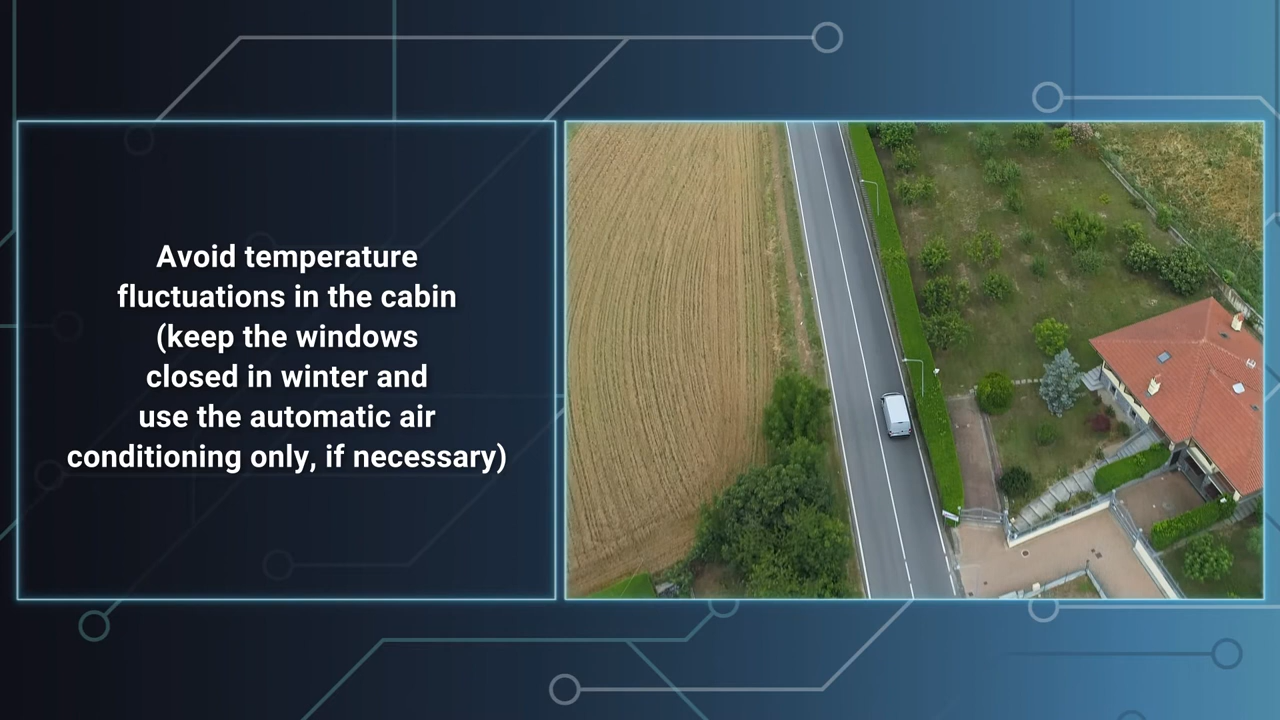 Avoid temperature
fluctuations in the cabin
(keep the windows
closed in winter and
use the automatic air
conditioning only, if necessary)